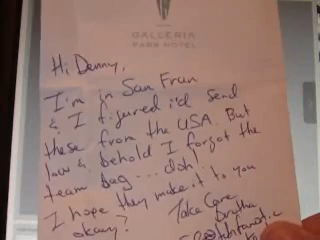 GALLERIA
PARK HOTEL
Hi Denny,
I'm in San Fran
& I figured i'd send
these from the USA. But
low & behold I forgot the
team bag... doh!
I hope they make it to you
okay?
Take Care